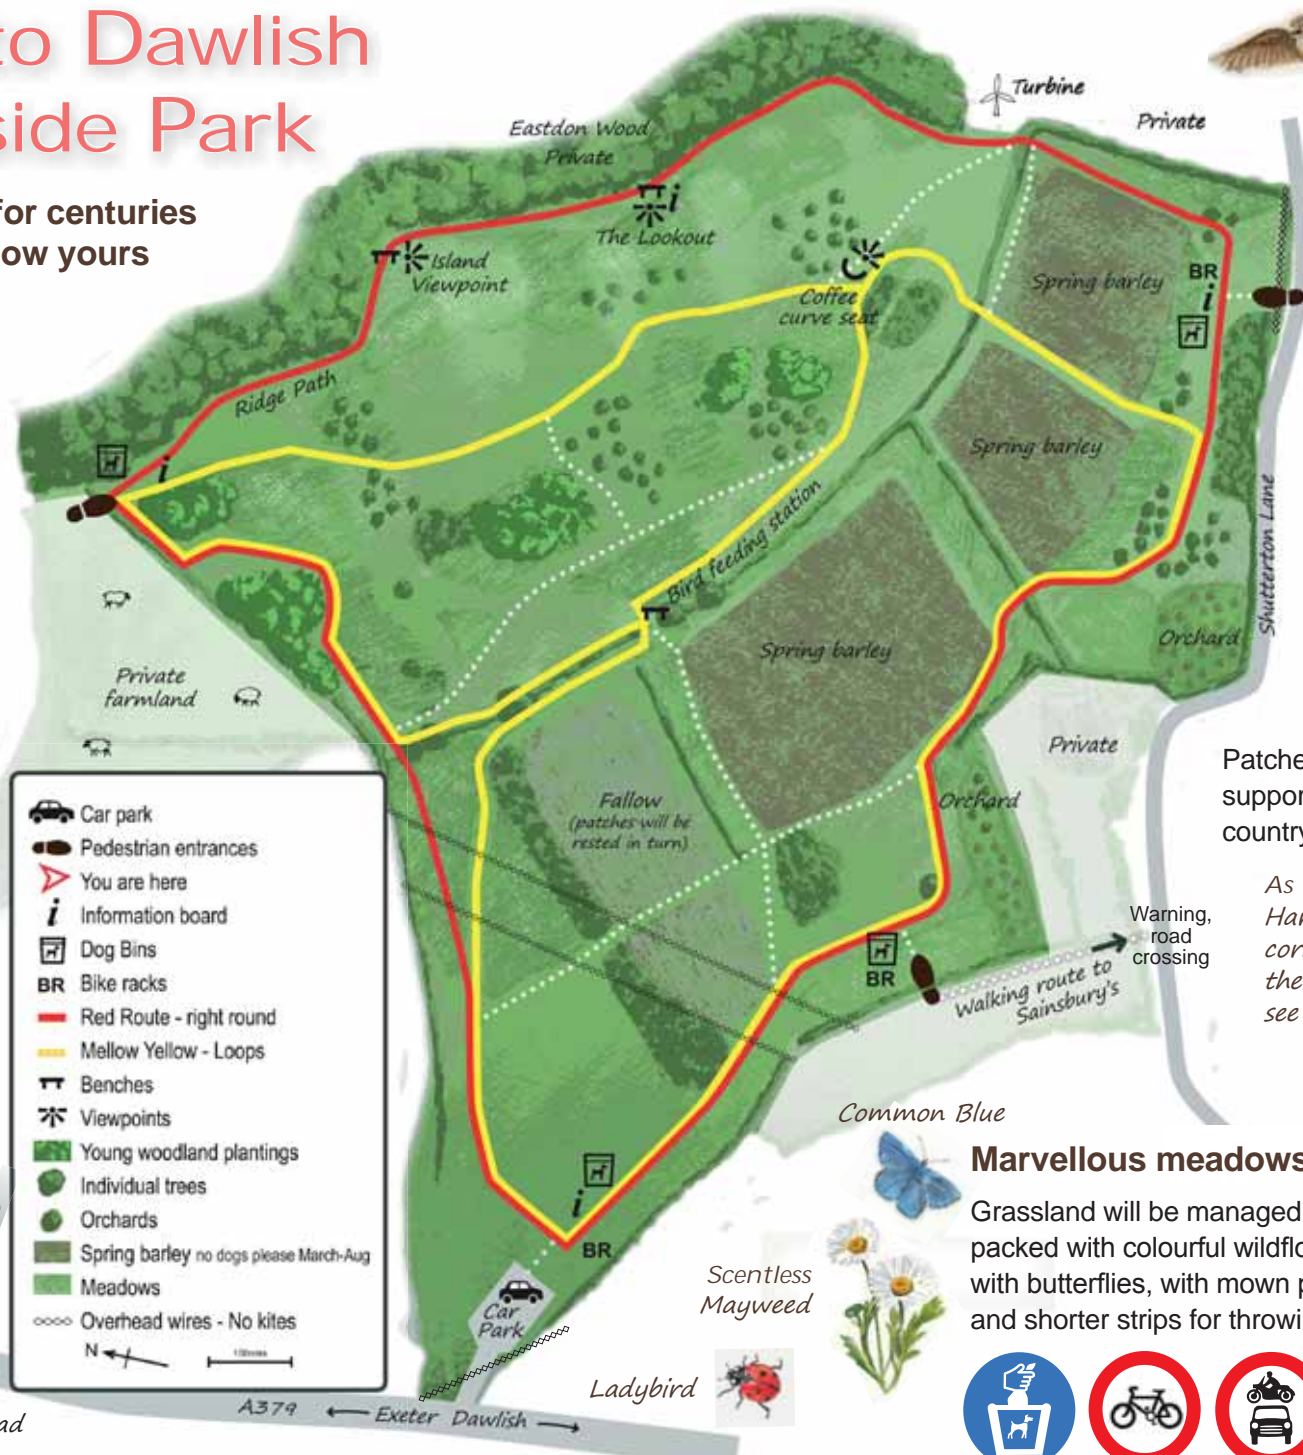 to Dawlish
side Park
for centuries
ow yours
Turbine
Private
Eastdon Wood
Private
The Lookout
Island
Viewpoint
Coffee
curve seat
Spring barley
BR
Ridge Path
Spring barley
Bird feeding station
Shutterton Lane
Spring barley
Orchard
Private
farmland
Private
Fallow
(patches will be
rested in turn)
Orchard
BR
Walking route to
Sainsbury's
Warning,
road
crossing
Patche
suppor
country
As
Har
cor
the
see
Car park
Pedestrian entrances
You are here
i Information board
Dog Bins
BR Bike racks
Red Route - right round
Mellow Yellow - Loops
Benches
Viewpoints
Young woodland plantings
Individual trees
Orchards
Spring barley no dogs please March-Aug
Meadows
Overhead wires - No kites
N
BR
Car
Park
A379
Exeter Dawlish
ad
Common Blue
Scentless
Mayweed
Ladybird
Marvellous meadows
Grassland will be managed
packed with colourful wildflo
with butterflies, with mown p
and shorter strips for throwi